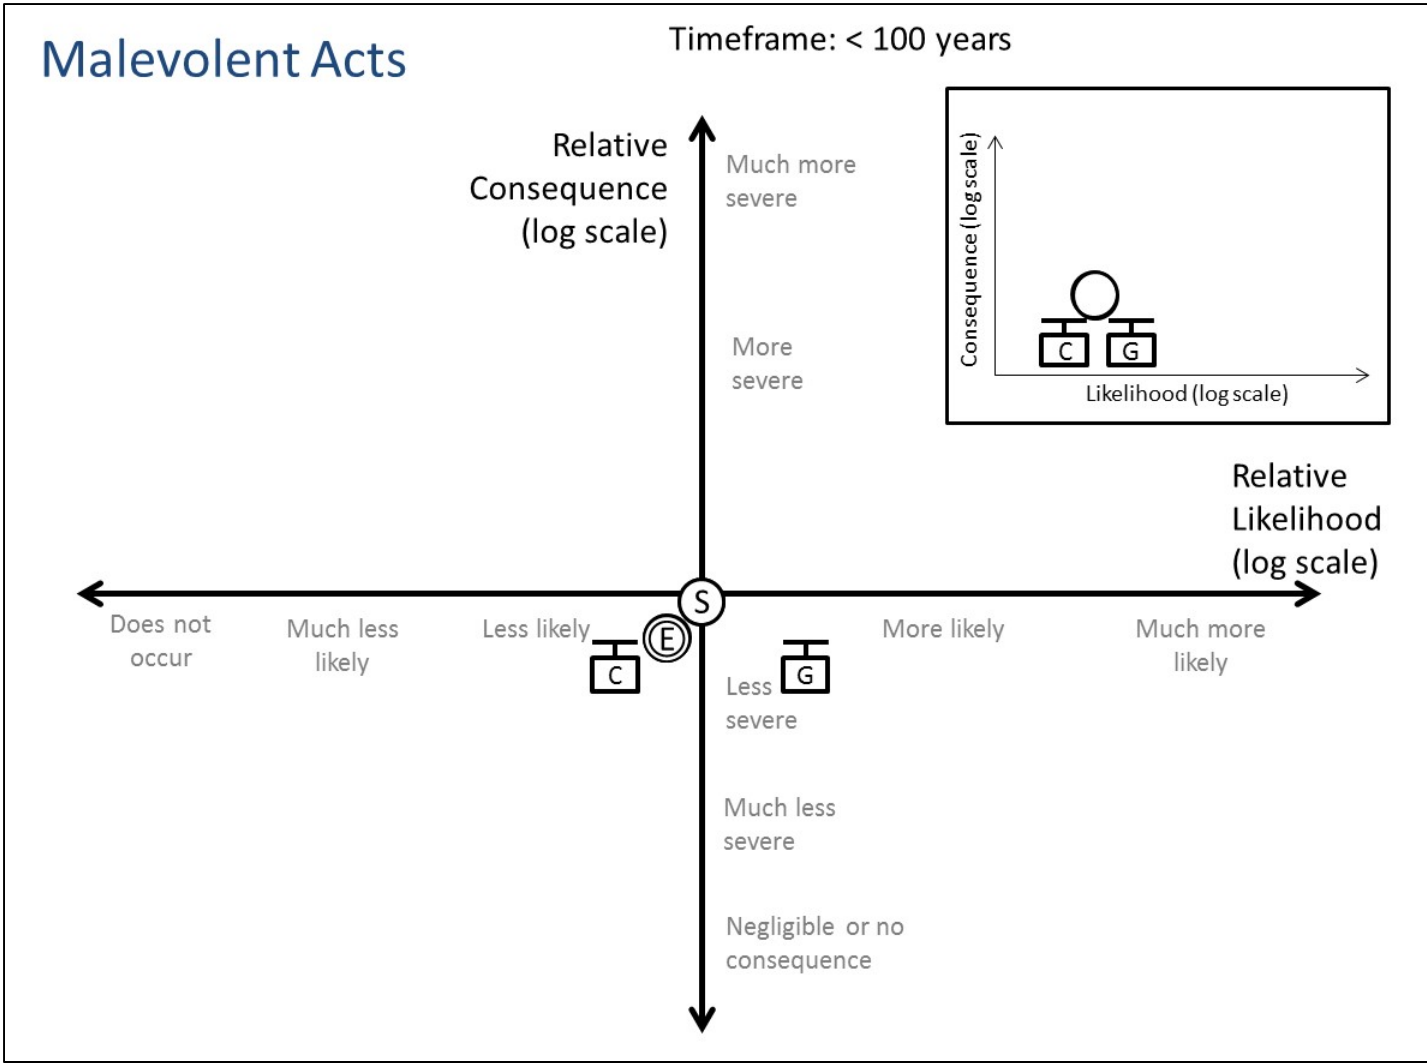 Malevolent Acts
Timeframe: < 100 years
Relative
Consequence
(log scale)
Much more
severe
More
severe
Consequence (log scale)
C
G
Likelihood (log scale)
Relative
Likelihood
(log scale)
S
Does not
occur
Much less
likely
Less likely
E
C
G
More likely
Much more
likely
Less
severe
Much less
severe
Negligible or no
consequence